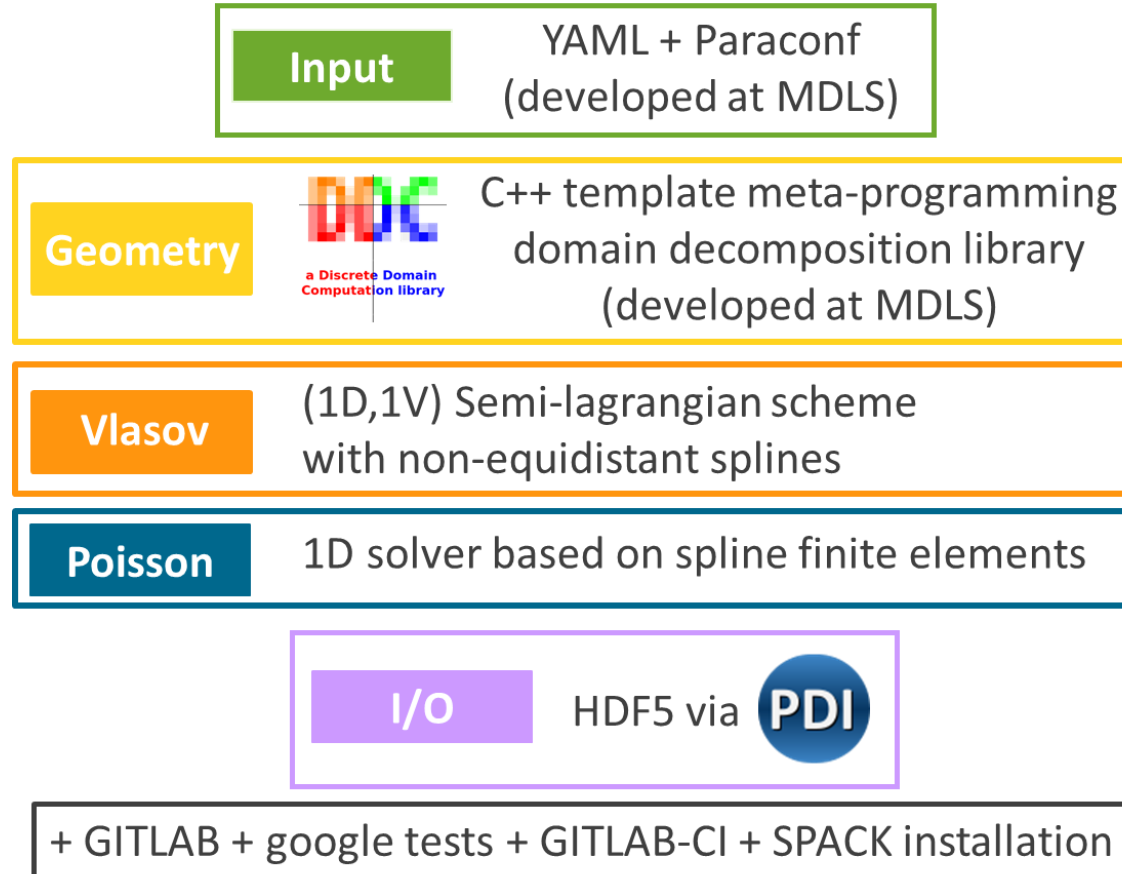 Input
YAML + Paraconf
(developed at MDLS)
Geometry
DDC
a Discrete Domain
Computation library
C++ template meta-programming
domain decomposition library
(developed at MDLS)
Vlasov
(1D,1V) Semi-lagrangian scheme
with non-equidistant splines
Poisson
1D solver based on spline finite elements
I/O
HDF5 via PDI
+ GITLAB + google tests + GITLAB-CI + SPACK installation